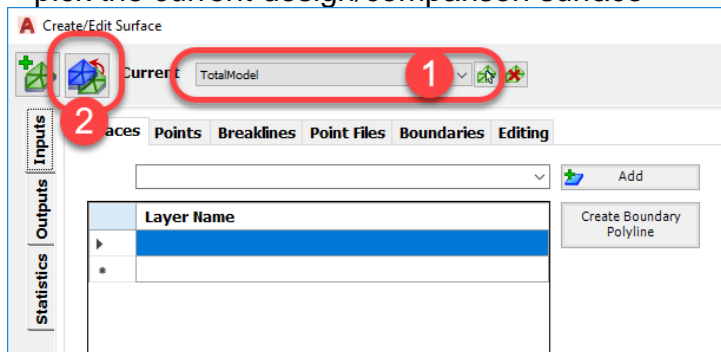 pick the current design/comparison surface
A Create/Edit Surface
Current TotalModel 1
2
aces Points Breaklines Point Files Boundaries Editing
Inputs
Outputs
Statistics
Add
Layer Name
Create Boundary
Polyline